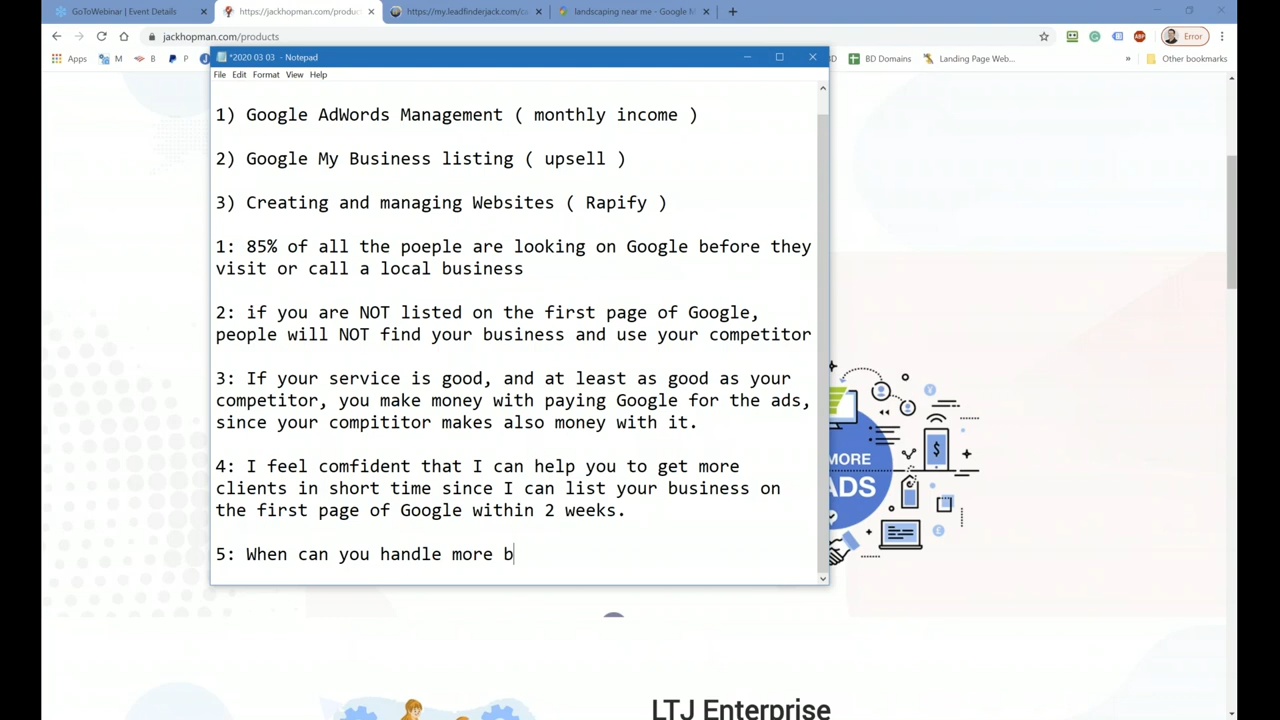 GoToWebinar | Event Details
https://jackhopman.com/produc
https://my.leadfinderjack.com/ca
landscaping near me - Google M
jackhopman.com/products
Error
Apps
M
B
P
J
D
BD Domains
Landing Page Web...
»
Other bookmarks
*2020 03 03 - Notepad
File Edit Format View Help
1) Google AdWords Management ( monthly income )
2) Google My Business listing ( upsell )
3) Creating and managing Websites ( Rapify )
1: 85% of all the poeple are looking on Google before they
visit or call a local business
2: if you are NOT listed on the first page of Google,
people will NOT find your business and use your competitor
3: If your service is good, and at least as good as your
competitor, you make money with paying Google for the ads,
since your compititor makes also money with it.
4: I feel comfident that I can help you to get more
clients in short time since I can list your business on
the first page of Google within 2 weeks.
5: When can you handle more b
MORE
ADS
LTJ Enterprise